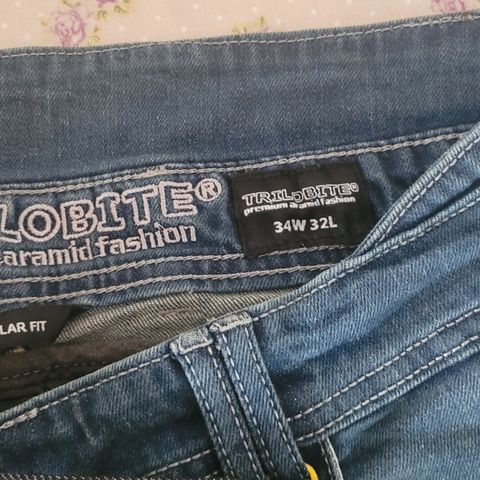 LOBITE®
aramid fashion
TRILOBITE®
premium aramid fashion
34W 32L
LAR FIT